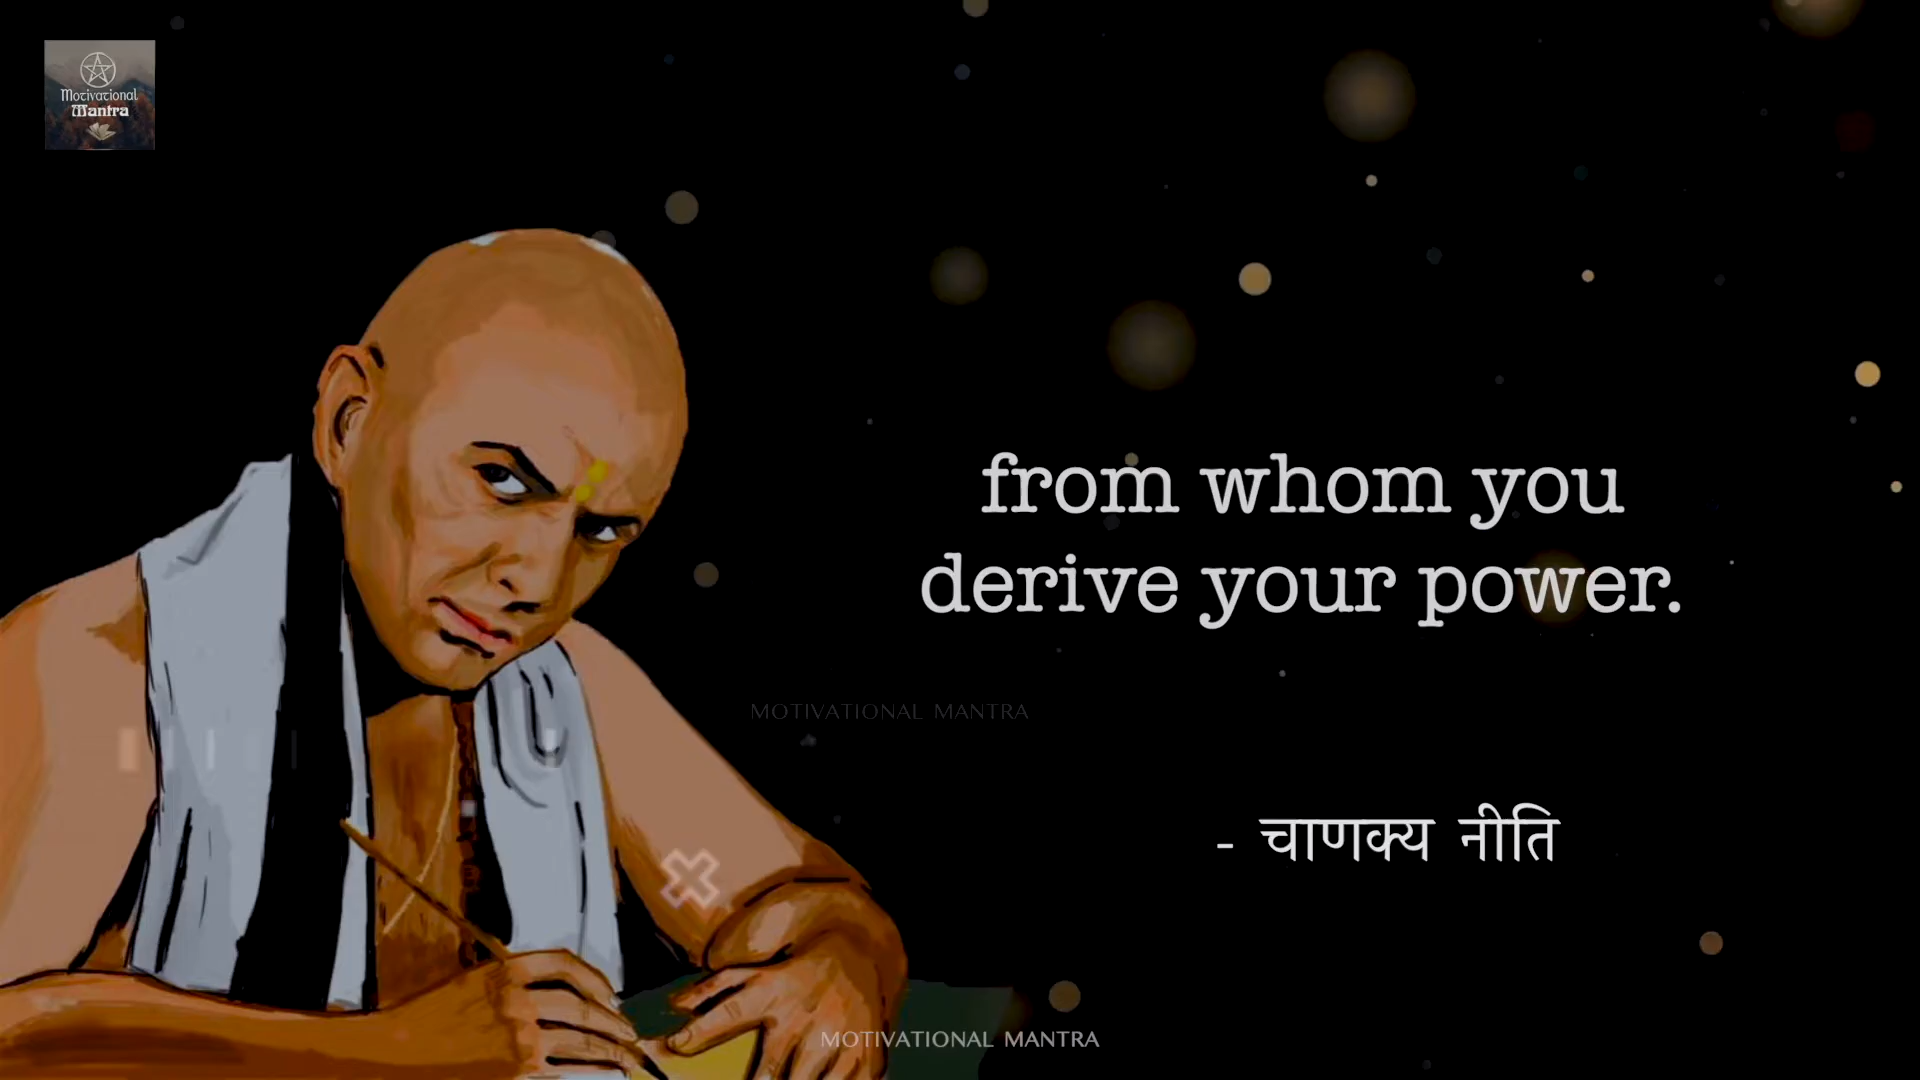 Motivational
Mantra
from whom you
derive your power.
MOTIVATIONAL MANTRA
- चाणक्य नीति
MOTIVATIONAL MANTRA